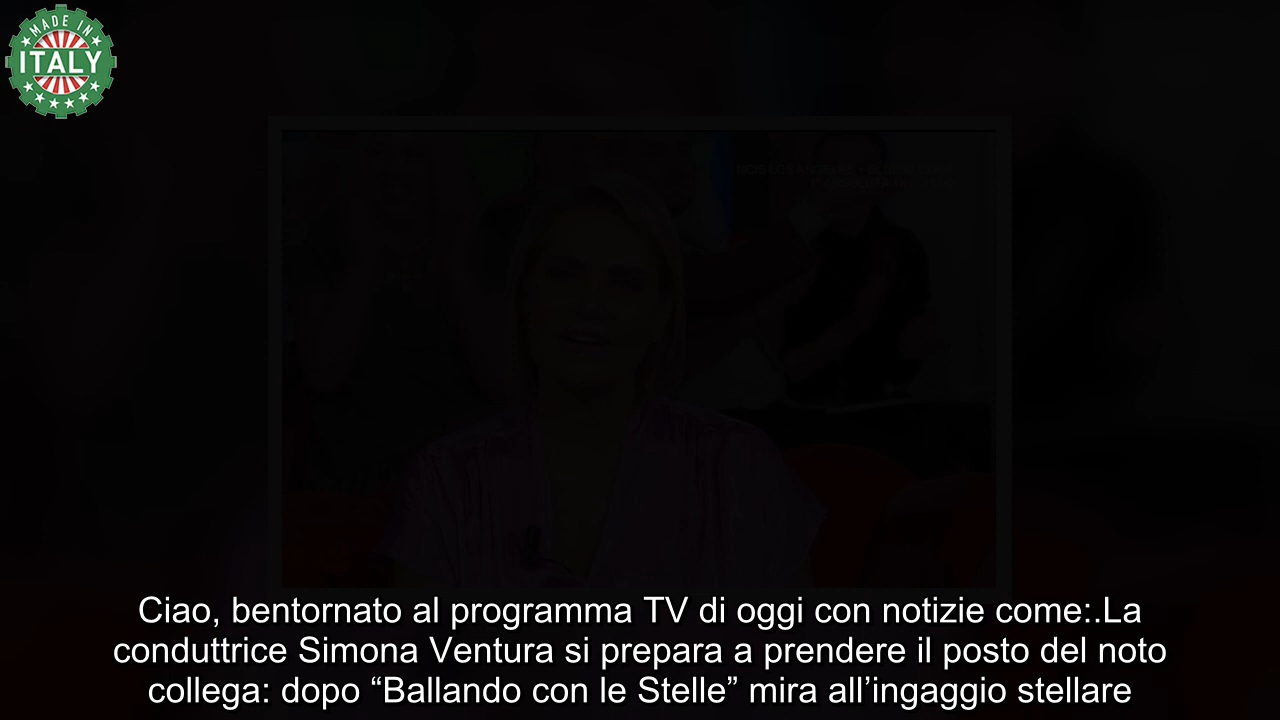 MADE IN
ITALY
Ciao, bentornato al programma TV di oggi con notizie come:.La
conduttrice Simona Ventura si prepara a prendere il posto del noto
collega: dopo “Ballando con le Stelle” mira all’ingaggio stellare